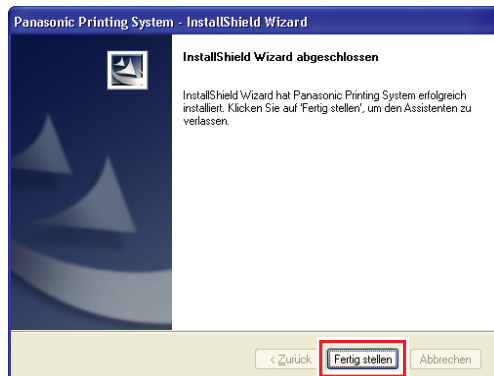 Panasonic Printing System - InstallShield Wizard
InstallShield Wizard abgeschlossen
InstallShield Wizard hat Panasonic Printing System erfolgreich
installiert. Klicken Sie auf 'Fertig stellen', um den Assistenten zu
verlassen.
< Zurück Fertig stellen Abbrechen